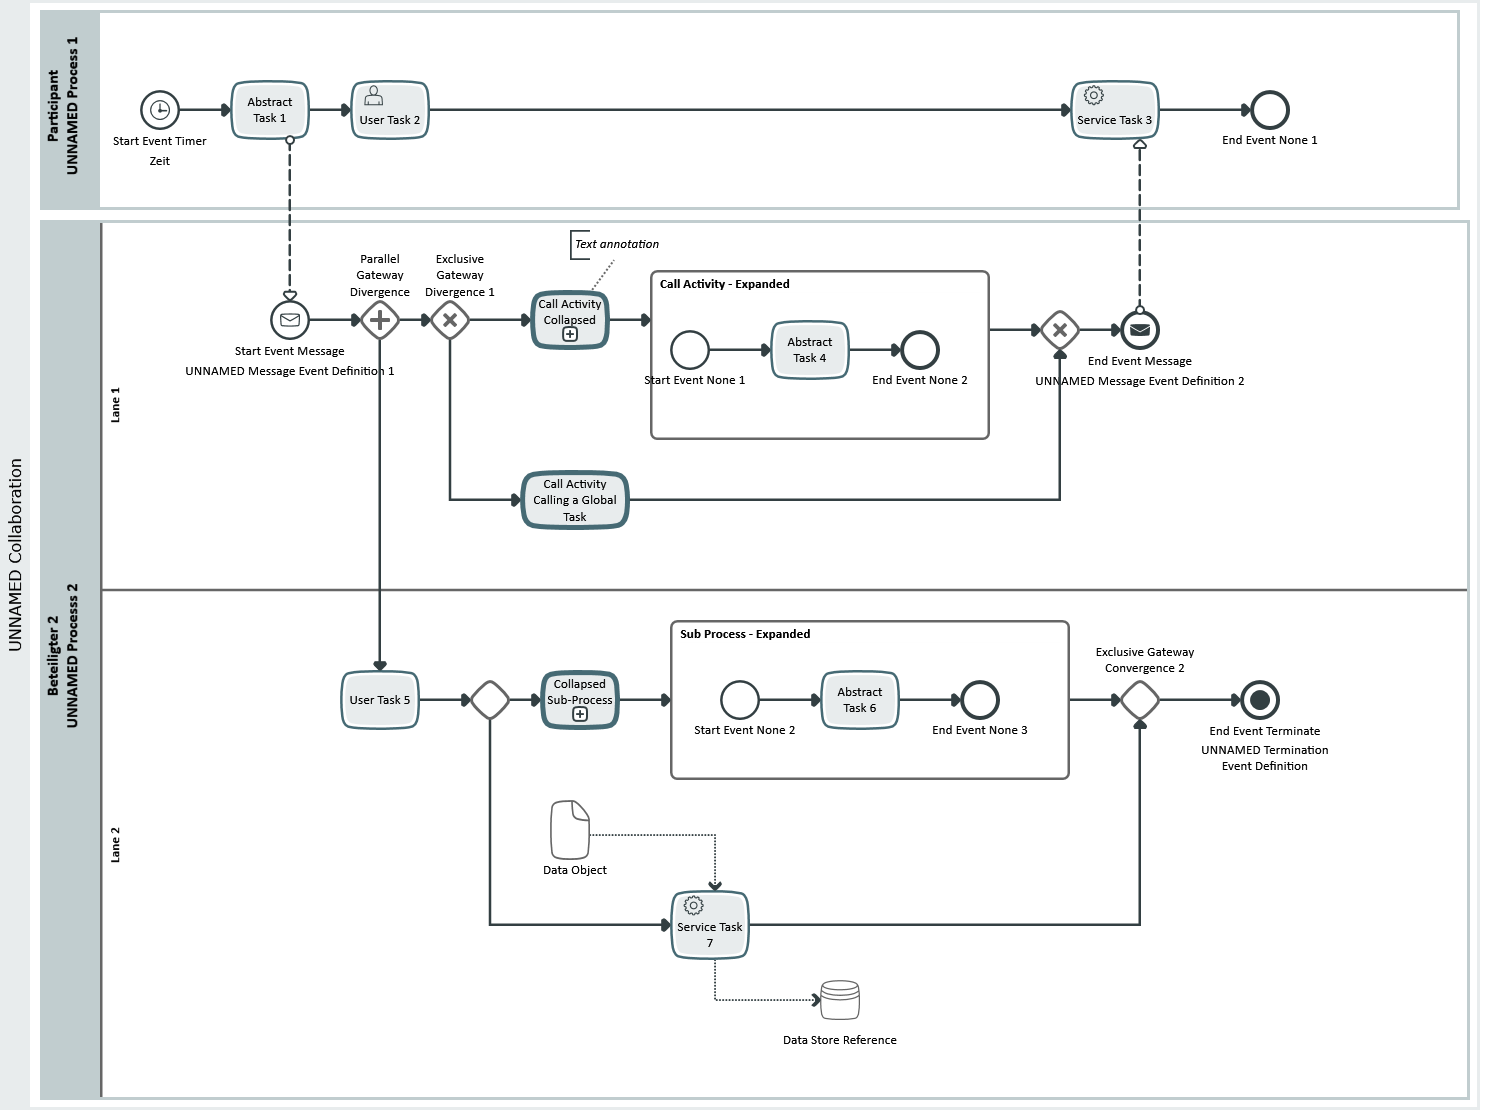 UNNAMED Collaboration
Participant
UNNAMED Process 1
Start Event Timer
Zeit
Abstract
Task 1
User Task 2
Service Task 3
End Event None 1
Beteiligter 2
UNNAMED Processs 2
Lane 1
Start Event Message
UNNAMED Message Event Definition 1
Parallel
Gateway
Divergence
Exclusive
Gateway
Divergence 1
Text annotation
Call Activity
Collapsed
Call Activity - Expanded
Start Event None 1
Abstract
Task 4
End Event None 2
End Event Message
UNNAMED Message Event Definition 2
Call Activity
Calling a Global
Task
Lane 2
User Task 5
Collapsed
Sub-Process
Sub Process - Expanded
Start Event None 2
Abstract
Task 6
End Event None 3
Exclusive Gateway
Convergence 2
End Event Terminate
UNNAMED Termination
Event Definition
Data Object
Service Task
7
Data Store Reference